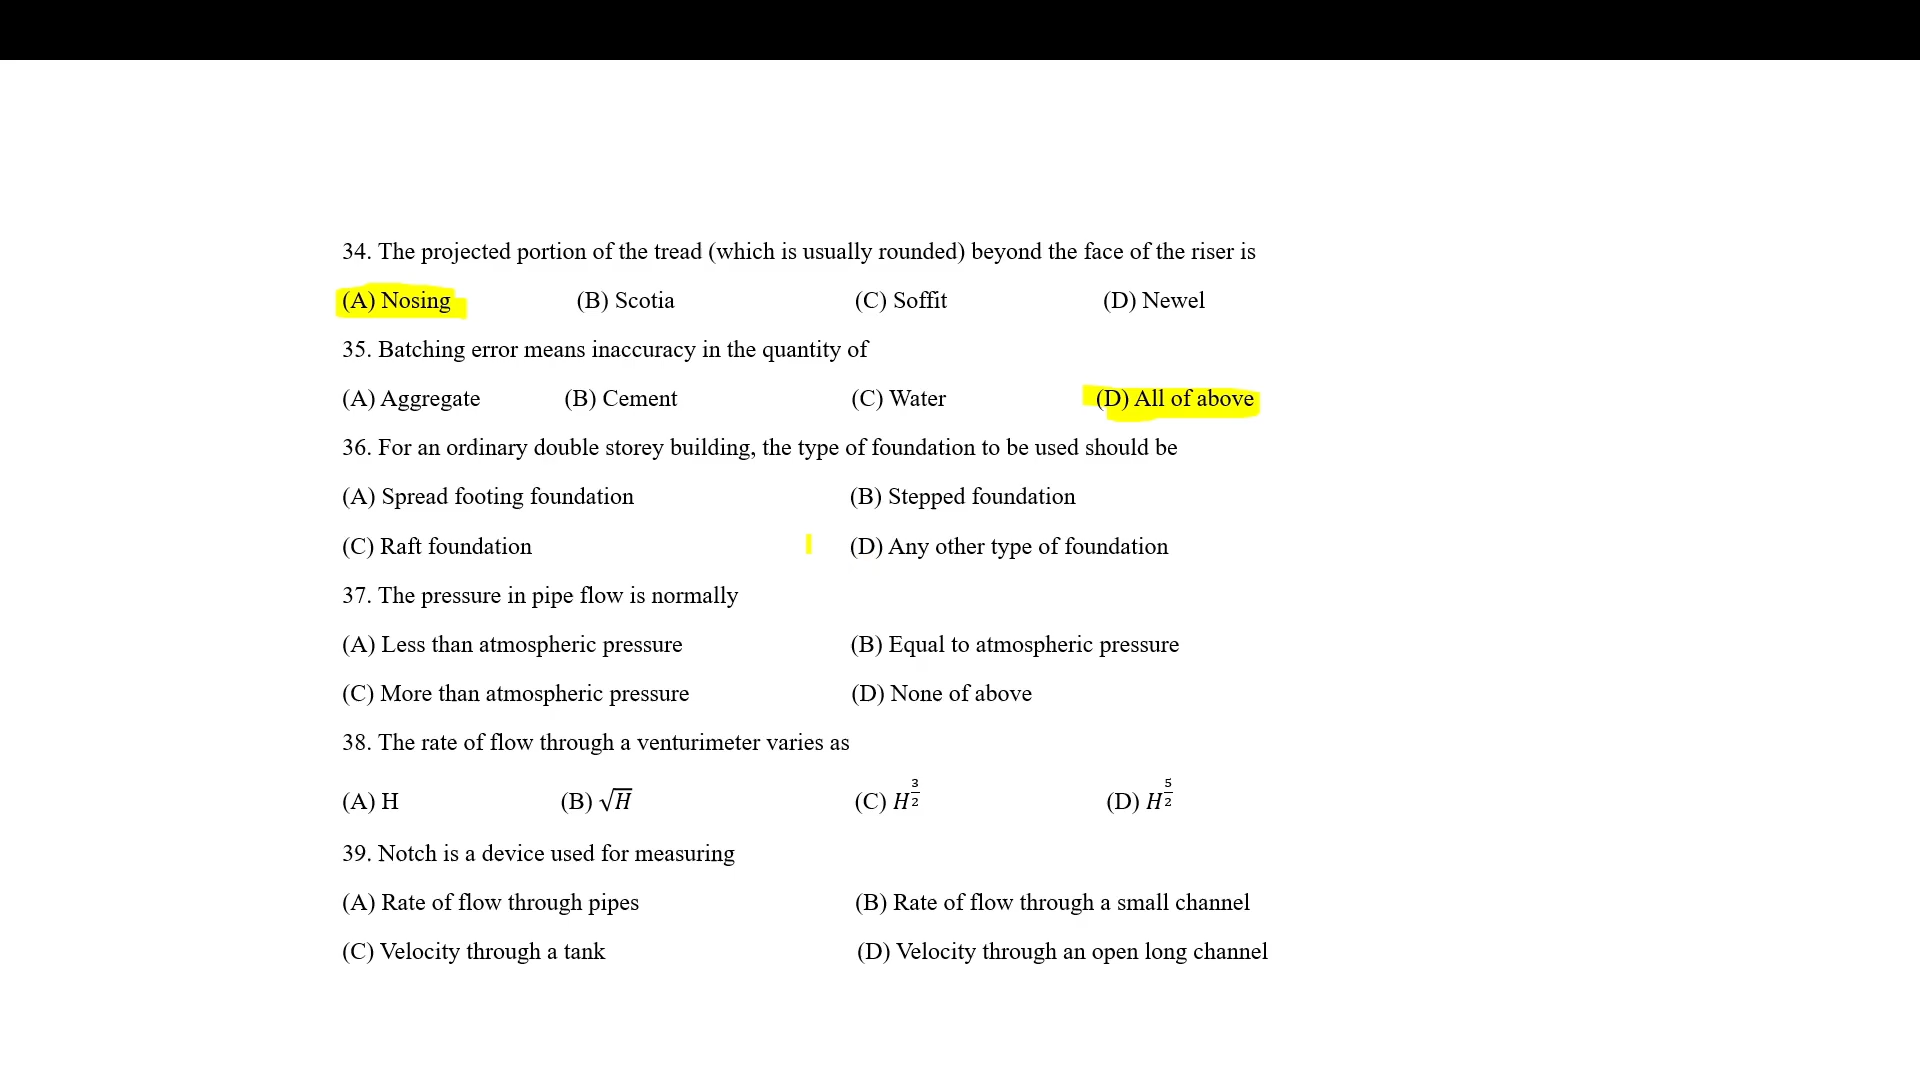 34. The projected portion of the tread (which is usually rounded) beyond the face of the riser is
(A) Nosing (B) Scotia (C) Soffit (D) Newel
35. Batching error means inaccuracy in the quantity of
(A) Aggregate (B) Cement (C) Water (D) All of above
36. For an ordinary double storey building, the type of foundation to be used should be
(A) Spread footing foundation (B) Stepped foundation
(C) Raft foundation (D) Any other type of foundation
37. The pressure in pipe flow is normally
(A) Less than atmospheric pressure (B) Equal to atmospheric pressure
(C) More than atmospheric pressure (D) None of above
38. The rate of flow through a venturimeter varies as
(A) H (B) √H (C) H^(3/2) (D) H^(5/2)
39. Notch is a device used for measuring
(A) Rate of flow through pipes (B) Rate of flow through a small channel
(C) Velocity through a tank (D) Velocity through an open long channel